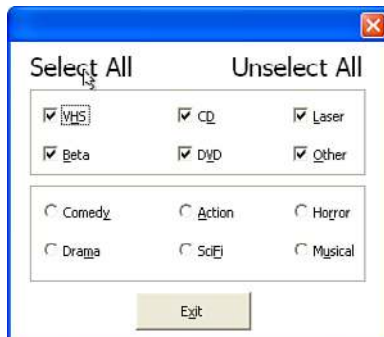 Select All Unselect All
VHS CD Laser
Beta DVD Other
Comedy Action Horror
Drama SciFi Musical
Exit